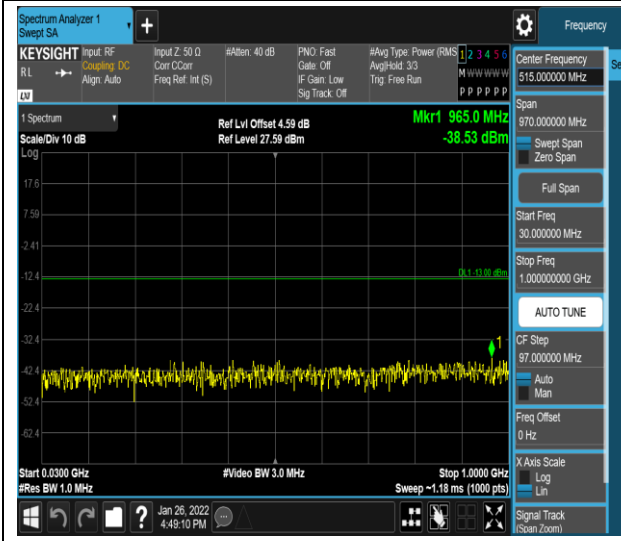 Spectrum Analyzer 1
Swept SA
Frequency
KEYSIGHT
RL
LXI
Input: RF
Coupling: DC
Align: Auto
Input Z: 50 Ω
Corr CCorr
Freq Ref: Int (S)
#Atten: 40 dB
PNO: Fast
Gate: Off
IF Gain: Low
Sig Track: Off
#Avg Type: Power (RMS
Avg|Hold: 3/3
Trig: Free Run
1 2 3 4 5 6
M W W W W W
P P P P P P
1 Spectrum
Scale/Div 10 dB
Log
Ref Lvl Offset 4.59 dB
Ref Level 27.59 dBm
Mkr1 965.0 MHz
-38.53 dBm
17.6
7.59
-2.41
-12.4
-22.4
-32.4
-42.4
-52.4
-62.4
DL1 -13.00 dBm
1
Start 0.0300 GHz
#Res BW 1.0 MHz
#Video BW 3.0 MHz
Stop 1.0000 GHz
Sweep ~1.18 ms (1000 pts)
Jan 26, 2022
4:49:10 PM
Center Frequency
515.000000 MHz
Se
Span
970.000000 MHz
Swept Span
Zero Span
Full Span
Start Freq
30.000000 MHz
Stop Freq
1.000000000 GHz
AUTO TUNE
CF Step
97.000000 MHz
Auto
Man
Freq Offset
0 Hz
X Axis Scale
Log
Lin
Signal Track
(Span Zoom)